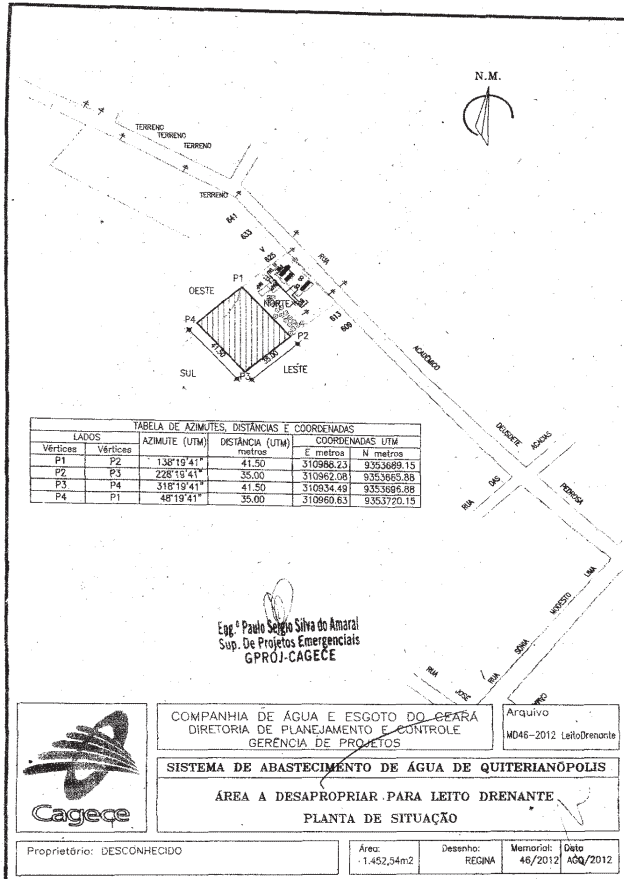 N.M.
TERRENO
TERRENO
TERRENO
TERRENO
641
633
623
RUA
P1
OESTE
NORTE
P4
P2
613
609
41.50
35.00
P3
SUL
LESTE
ACADÊMICO
DEUSDETE
ACACIAS
DAS
RUA
PEDROSA
TABELA DE AZIMUTES, DISTÂNCIAS E COORDENADAS
LADOS AZIMUTE (UTM) DISTÂNCIA (UTM) COORDENADAS UTM
Vértices Vértices metros E metros N metros
P1 P2 138°19'41" 41.50 310988.23 9353689.15
P2 P3 228°19'41" 35.00 310962.08 9353665.88
P3 P4 318°19'41" 41.50 310934.49 9353696.88
P4 P1 48°19'41" 35.00 310960.63 9353720.15
LIMA
MODESTO
SÔNIA
RUA
RUA
JOSÉ
Eng.º Paulo Sergio Silva do Amaral
Sup. De Projetos Emergenciais
GPROJ-CAGECE
Cagece
COMPANHIA DE ÁGUA E ESGOTO DO CEARÁ
DIRETORIA DE PLANEJAMENTO E CONTROLE
GERÊNCIA DE PROJETOS
Arquivo
MD46-2012 LeitoDrenante
SISTEMA DE ABASTECIMENTO DE ÁGUA DE QUITERIANÓPOLIS
ÁREA A DESAPROPRIAR PARA LEITO DRENANTE
PLANTA DE SITUAÇÃO
Proprietário: DESCONHECIDO
Área: 1.452,54m2
Desenho: REGINA
Memorial: 46/2012
Data AGO/2012